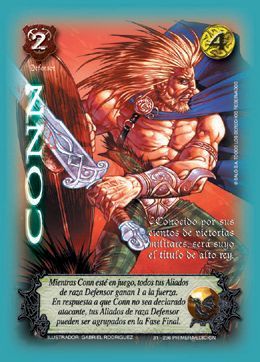 2
4
Defensor
CONN
Conocido por sus
cientos de victorias
militares, será suyo
el título de alto rey.
Mientras Conn esté en juego, todos tus Aliados
de raza Defensor ganan 1 a la fuerza.
En respuesta a que Conn no sea declarado
atacante, tus Aliados de raza Defensor
pueden ser agrupados en la Fase Final.
ILUSTRADOR: GABRIEL RODRIGUEZ
PRIMERA EDICION